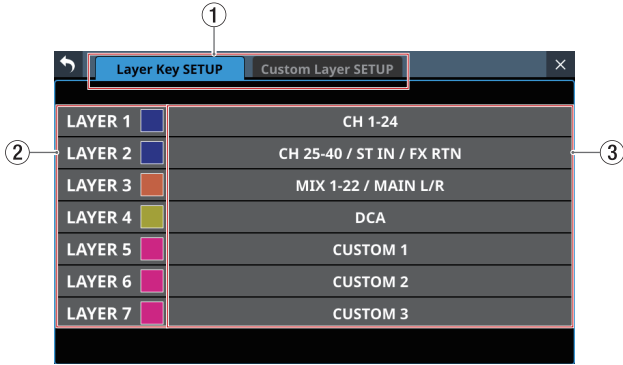 1
Layer Key SETUP Custom Layer SETUP ×
LAYER 1 CH 1-24
2 LAYER 2 CH 25-40 / ST IN / FX RTN 3
LAYER 3 MIX 1-22 / MAIN L/R
LAYER 4 DCA
LAYER 5 CUSTOM 1
LAYER 6 CUSTOM 2
LAYER 7 CUSTOM 3